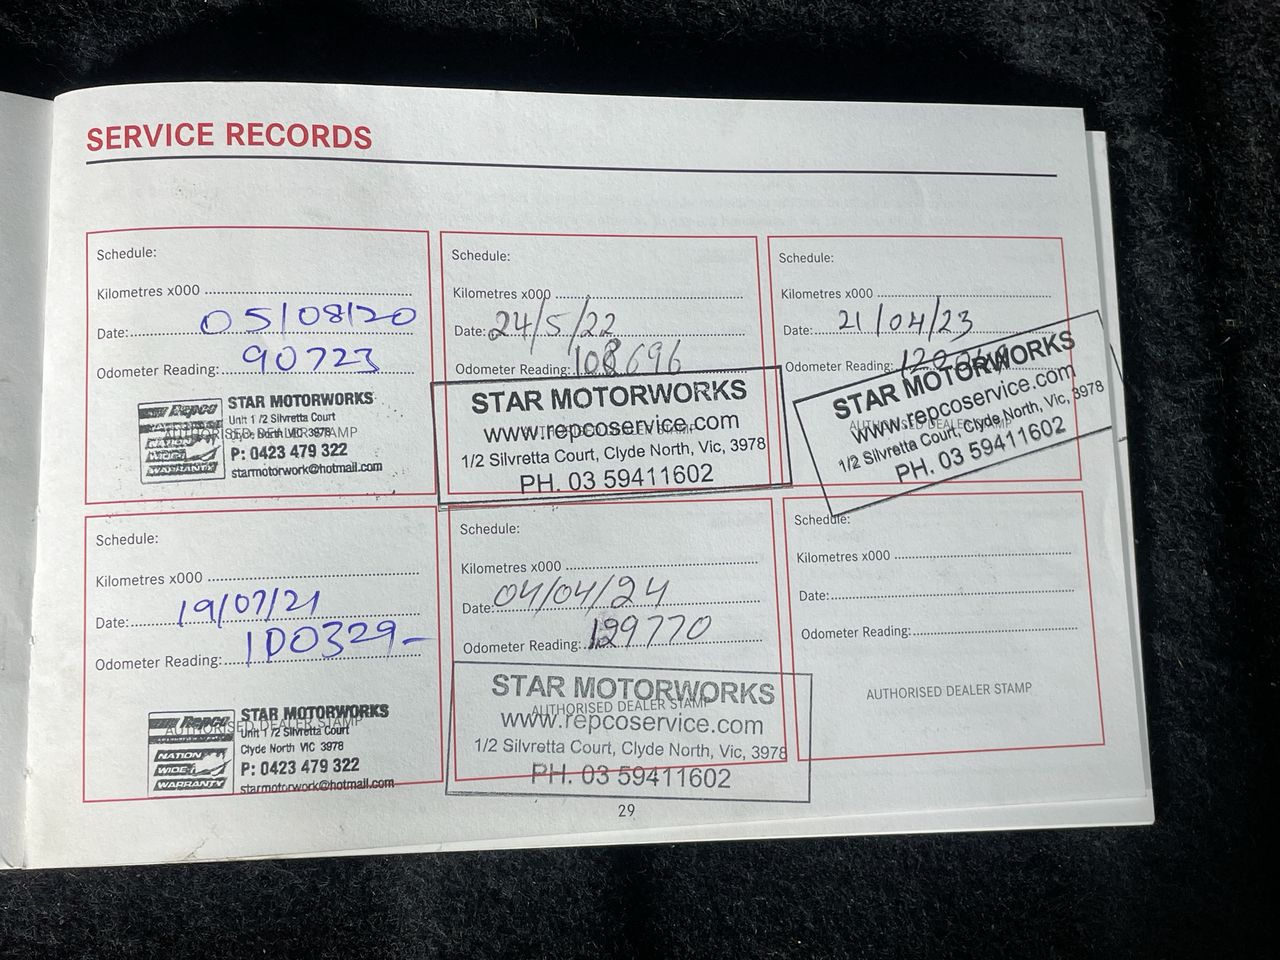 SERVICE RECORDS
Schedule:
Kilometres x000
Date: 05/08/20
Odometer Reading: 90723
Repco
NATION
WIDE
WARRANTY
STAR MOTORWORKS
Unit 1 /2 Silvretta Court
Clyde North VIC 3978
AUTHORISED DEALER STAMP
P: 0423 479 322
starmotorwork@hotmail.com
Schedule:
Kilometres x000
Date: 24/5/22
Odometer Reading: 108696
STAR MOTORWORKS
www.repcoservice.com
1/2 Silvretta Court, Clyde North, Vic, 3978
PH. 03 59411602
Schedule:
Kilometres x000
Date: 21/04/23
Odometer Reading:
STAR MOTORWORKS
www.repcoservice.com
AUTHORISED DEALER STAMP
1/2 Silvretta Court, Clyde North, Vic, 3978
PH. 03 59411602
Schedule:
Kilometres x000
Date: 19/07/21
Odometer Reading: 100329-
Repco
NATION
WIDE
WARRANTY
STAR MOTORWORKS
AUTHORISED DEALER STAMP
Unit 1 /2 Silvretta Court
Clyde North VIC 3978
P: 0423 479 322
starmotorwork@hotmail.com
Schedule:
Kilometres x000
Date: 04/04/24
Odometer Reading: 129770
STAR MOTORWORKS
AUTHORISED DEALER STAMP
www.repcoservice.com
1/2 Silvretta Court, Clyde North, Vic, 3978
PH. 03 59411602
Schedule:
Kilometres x000
Date:
Odometer Reading:
AUTHORISED DEALER STAMP
29